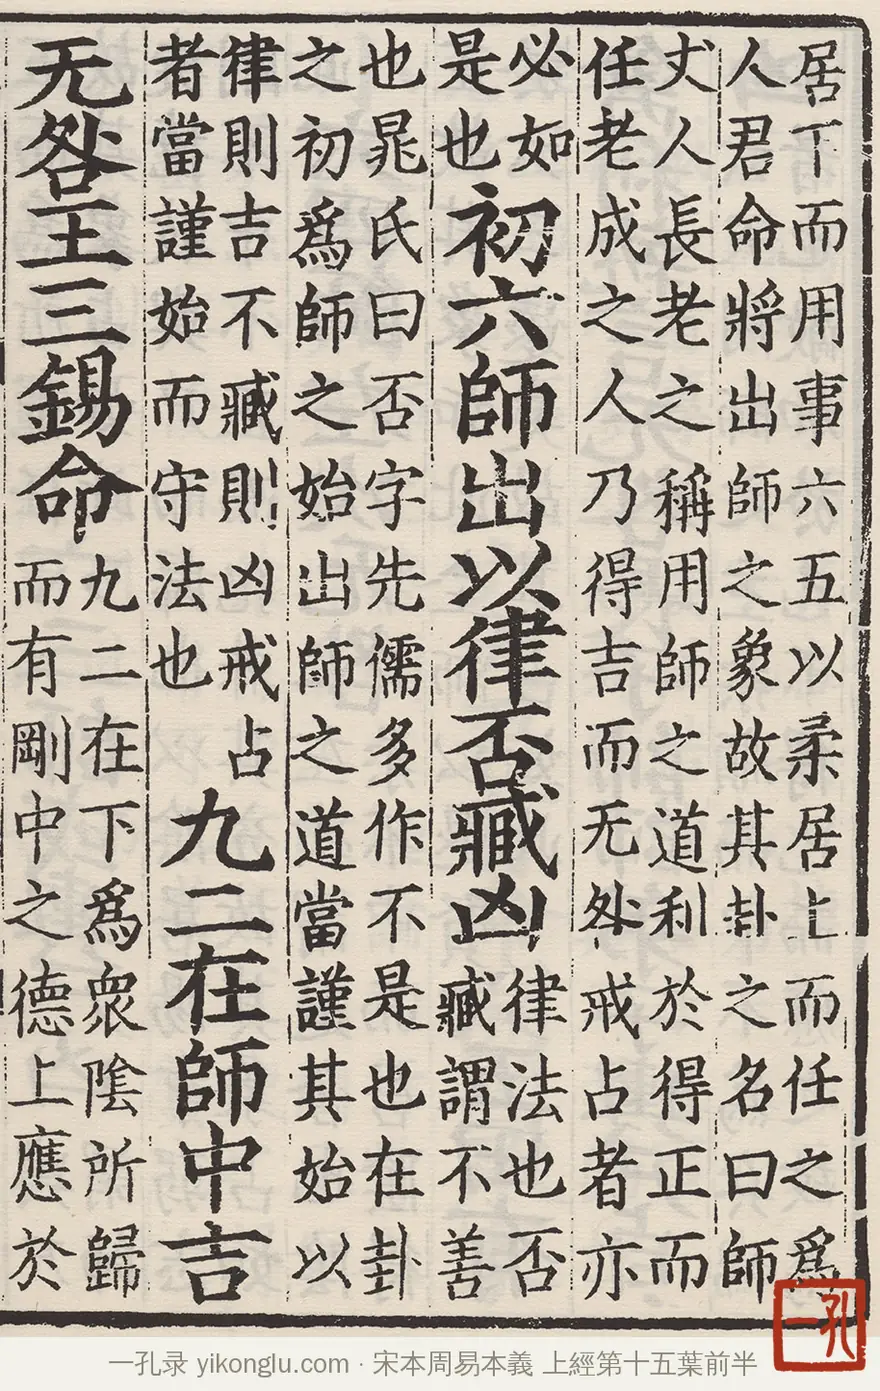 居下而用事六五以柔居上而任之爲
人君命將出師之象故其卦之名曰師
丈人長老之稱用師之道利於得正而
任老成之人乃得吉而无咎戒占者亦
必如
是也
初六師出以律否臧凶
律法也否
臧謂不善
也晁氏曰否字先儒多作不是也在卦
之初爲師之始出師之道當謹其始以
律則吉不臧則凶戒占
者當謹始而守法也
九二在師中吉
无咎王三錫命
九二在下爲衆陰所歸
而有剛中之德上應於
一孔录 yikonglu.com · 宋本周易本義 上經第十五葉前半
一孔